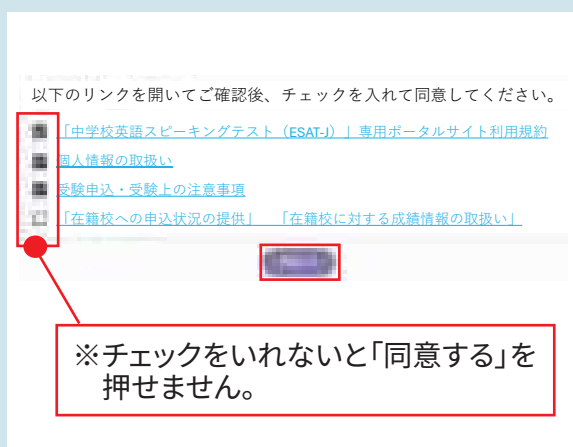 以下のリンクを開いてご確認後、チェックを入れて同意してください。
「中学校英語スピーキングテスト（ESAT-J）」専用ポータルサイト利用規約
個人情報の取扱い
受験申込・受験上の注意事項
「在籍校への申込状況の提供」　「在籍校に対する成績情報の取扱い」
※チェックをいれないと「同意する」を
押せません。